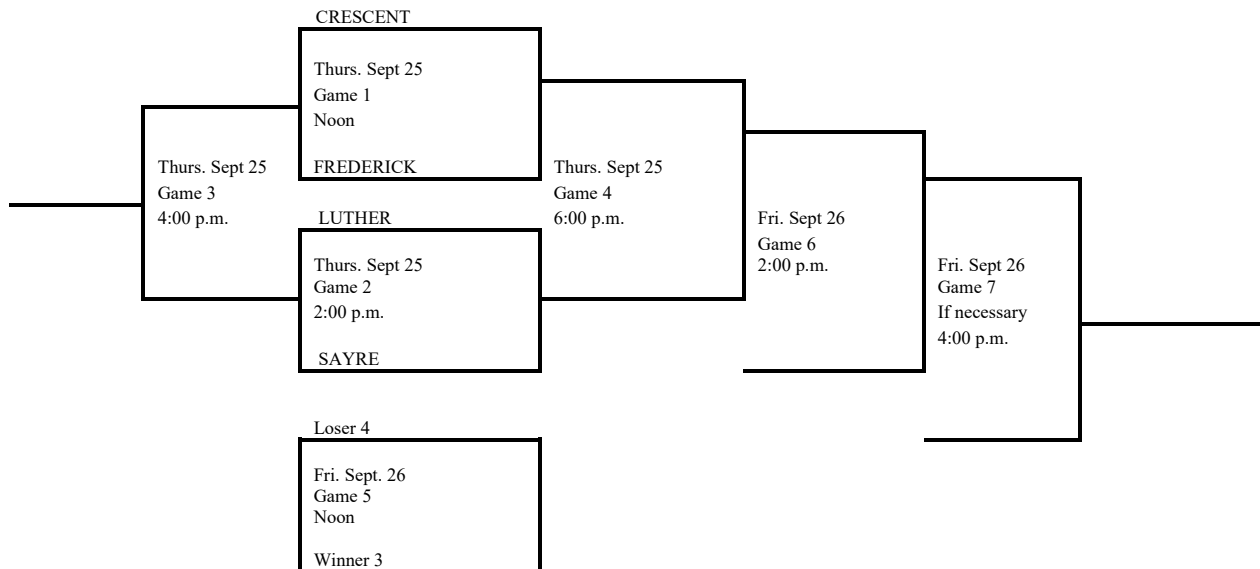 CRESCENT
Thurs. Sept 25
Game 1
Noon
FREDERICK
Thurs. Sept 25
Game 3
4:00 p.m.
Thurs. Sept 25
Game 4
6:00 p.m.
LUTHER
Thurs. Sept 25
Game 2
2:00 p.m.
SAYRE
Fri. Sept 26
Game 6
2:00 p.m.
Fri. Sept 26
Game 7
If necessary
4:00 p.m.
Loser 4
Fri. Sept. 26
Game 5
Noon
Winner 3